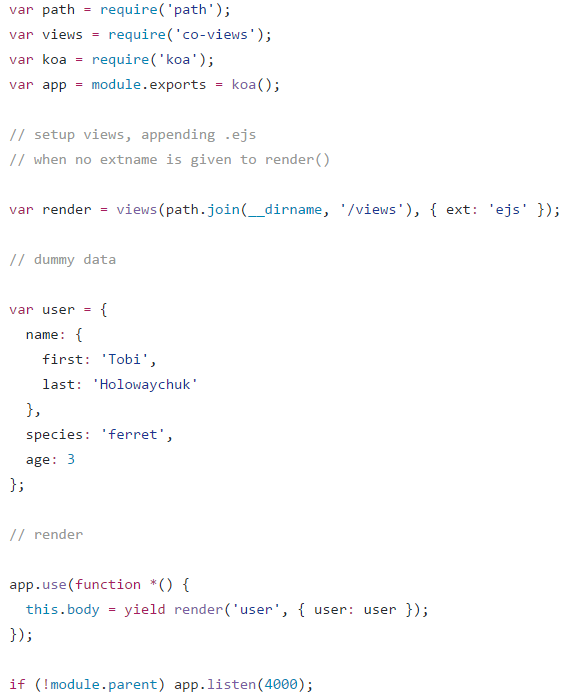 var path = require('path');
var views = require('co-views');
var koa = require('koa');
var app = module.exports = koa();
// setup views, appending .ejs
// when no extname is given to render()
var render = views(path.join(__dirname, '/views'), { ext: 'ejs' });
// dummy data
var user = {
  name: {
    first: 'Tobi',
    last: 'Holowaychuk'
  },
  species: 'ferret',
  age: 3
};
// render
app.use(function *() {
  this.body = yield render('user', { user: user });
});
if (!module.parent) app.listen(4000);